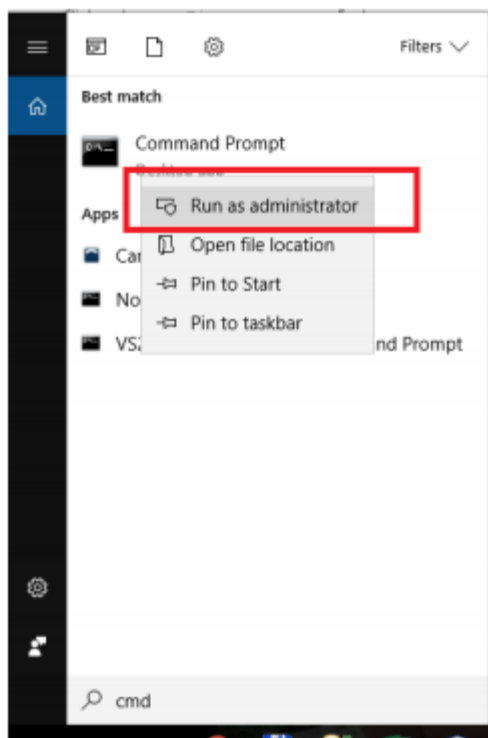 Filters
Best match
Command Prompt
Run as administrator
Apps
Open file location
Pin to Start
No
Pin to taskbar
nd Prompt
cmd